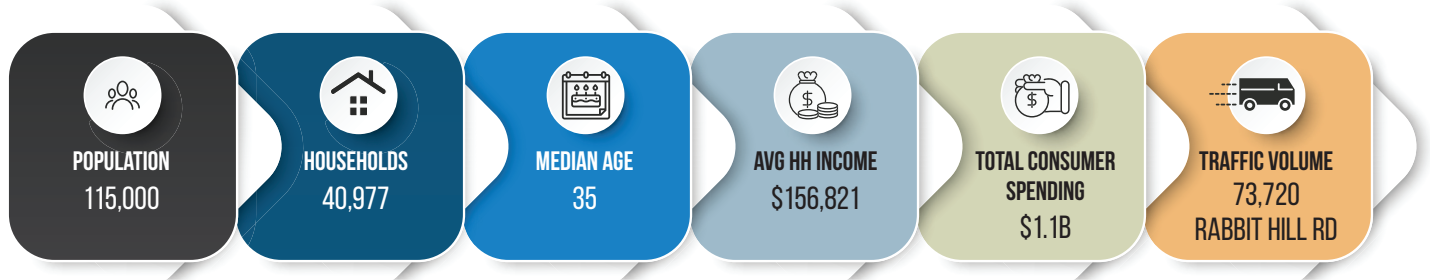 POPULATION
115,000
HOUSEHOLDS
40,977
MEDIAN AGE
35
AVG HH INCOME
$156,821
TOTAL CONSUMER
SPENDING
$1.1B
TRAFFIC VOLUME
73,720
RABBIT HILL RD